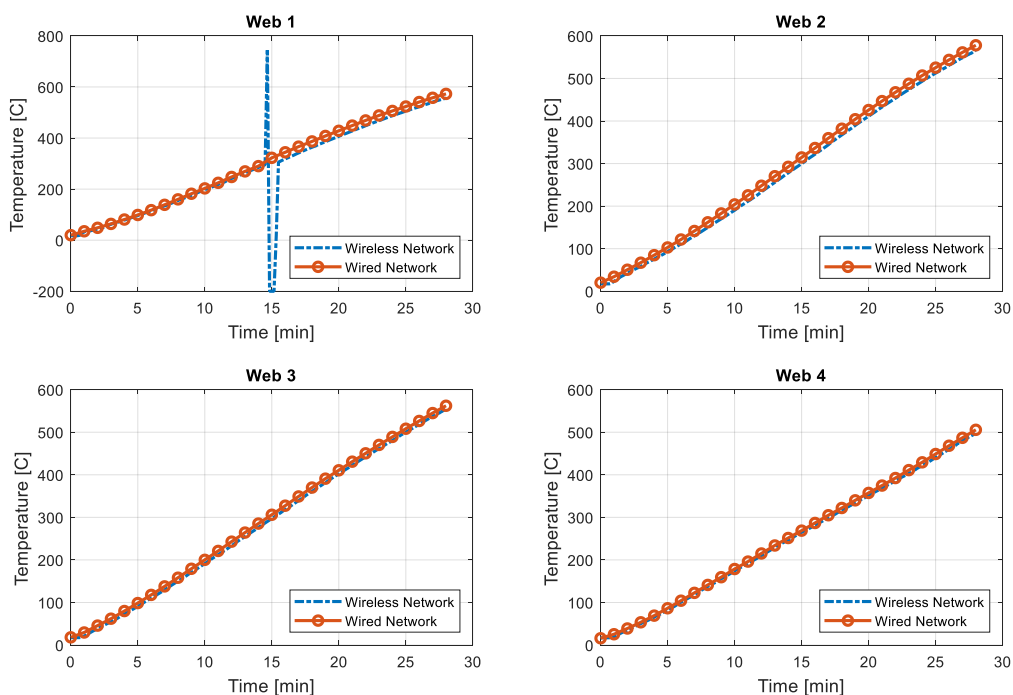 Web 1
Temperature [C]
800
600
400
200
0
-200
Wireless Network
Wired Network
0 5 10 15 20 25 30
Time [min]
Web 2
Temperature [C]
600
500
400
300
200
100
0
Wireless Network
Wired Network
0 5 10 15 20 25 30
Time [min]
Web 3
Temperature [C]
600
500
400
300
200
100
0
Wireless Network
Wired Network
0 5 10 15 20 25 30
Time [min]
Web 4
Temperature [C]
600
500
400
300
200
100
0
Wireless Network
Wired Network
0 5 10 15 20 25 30
Time [min]